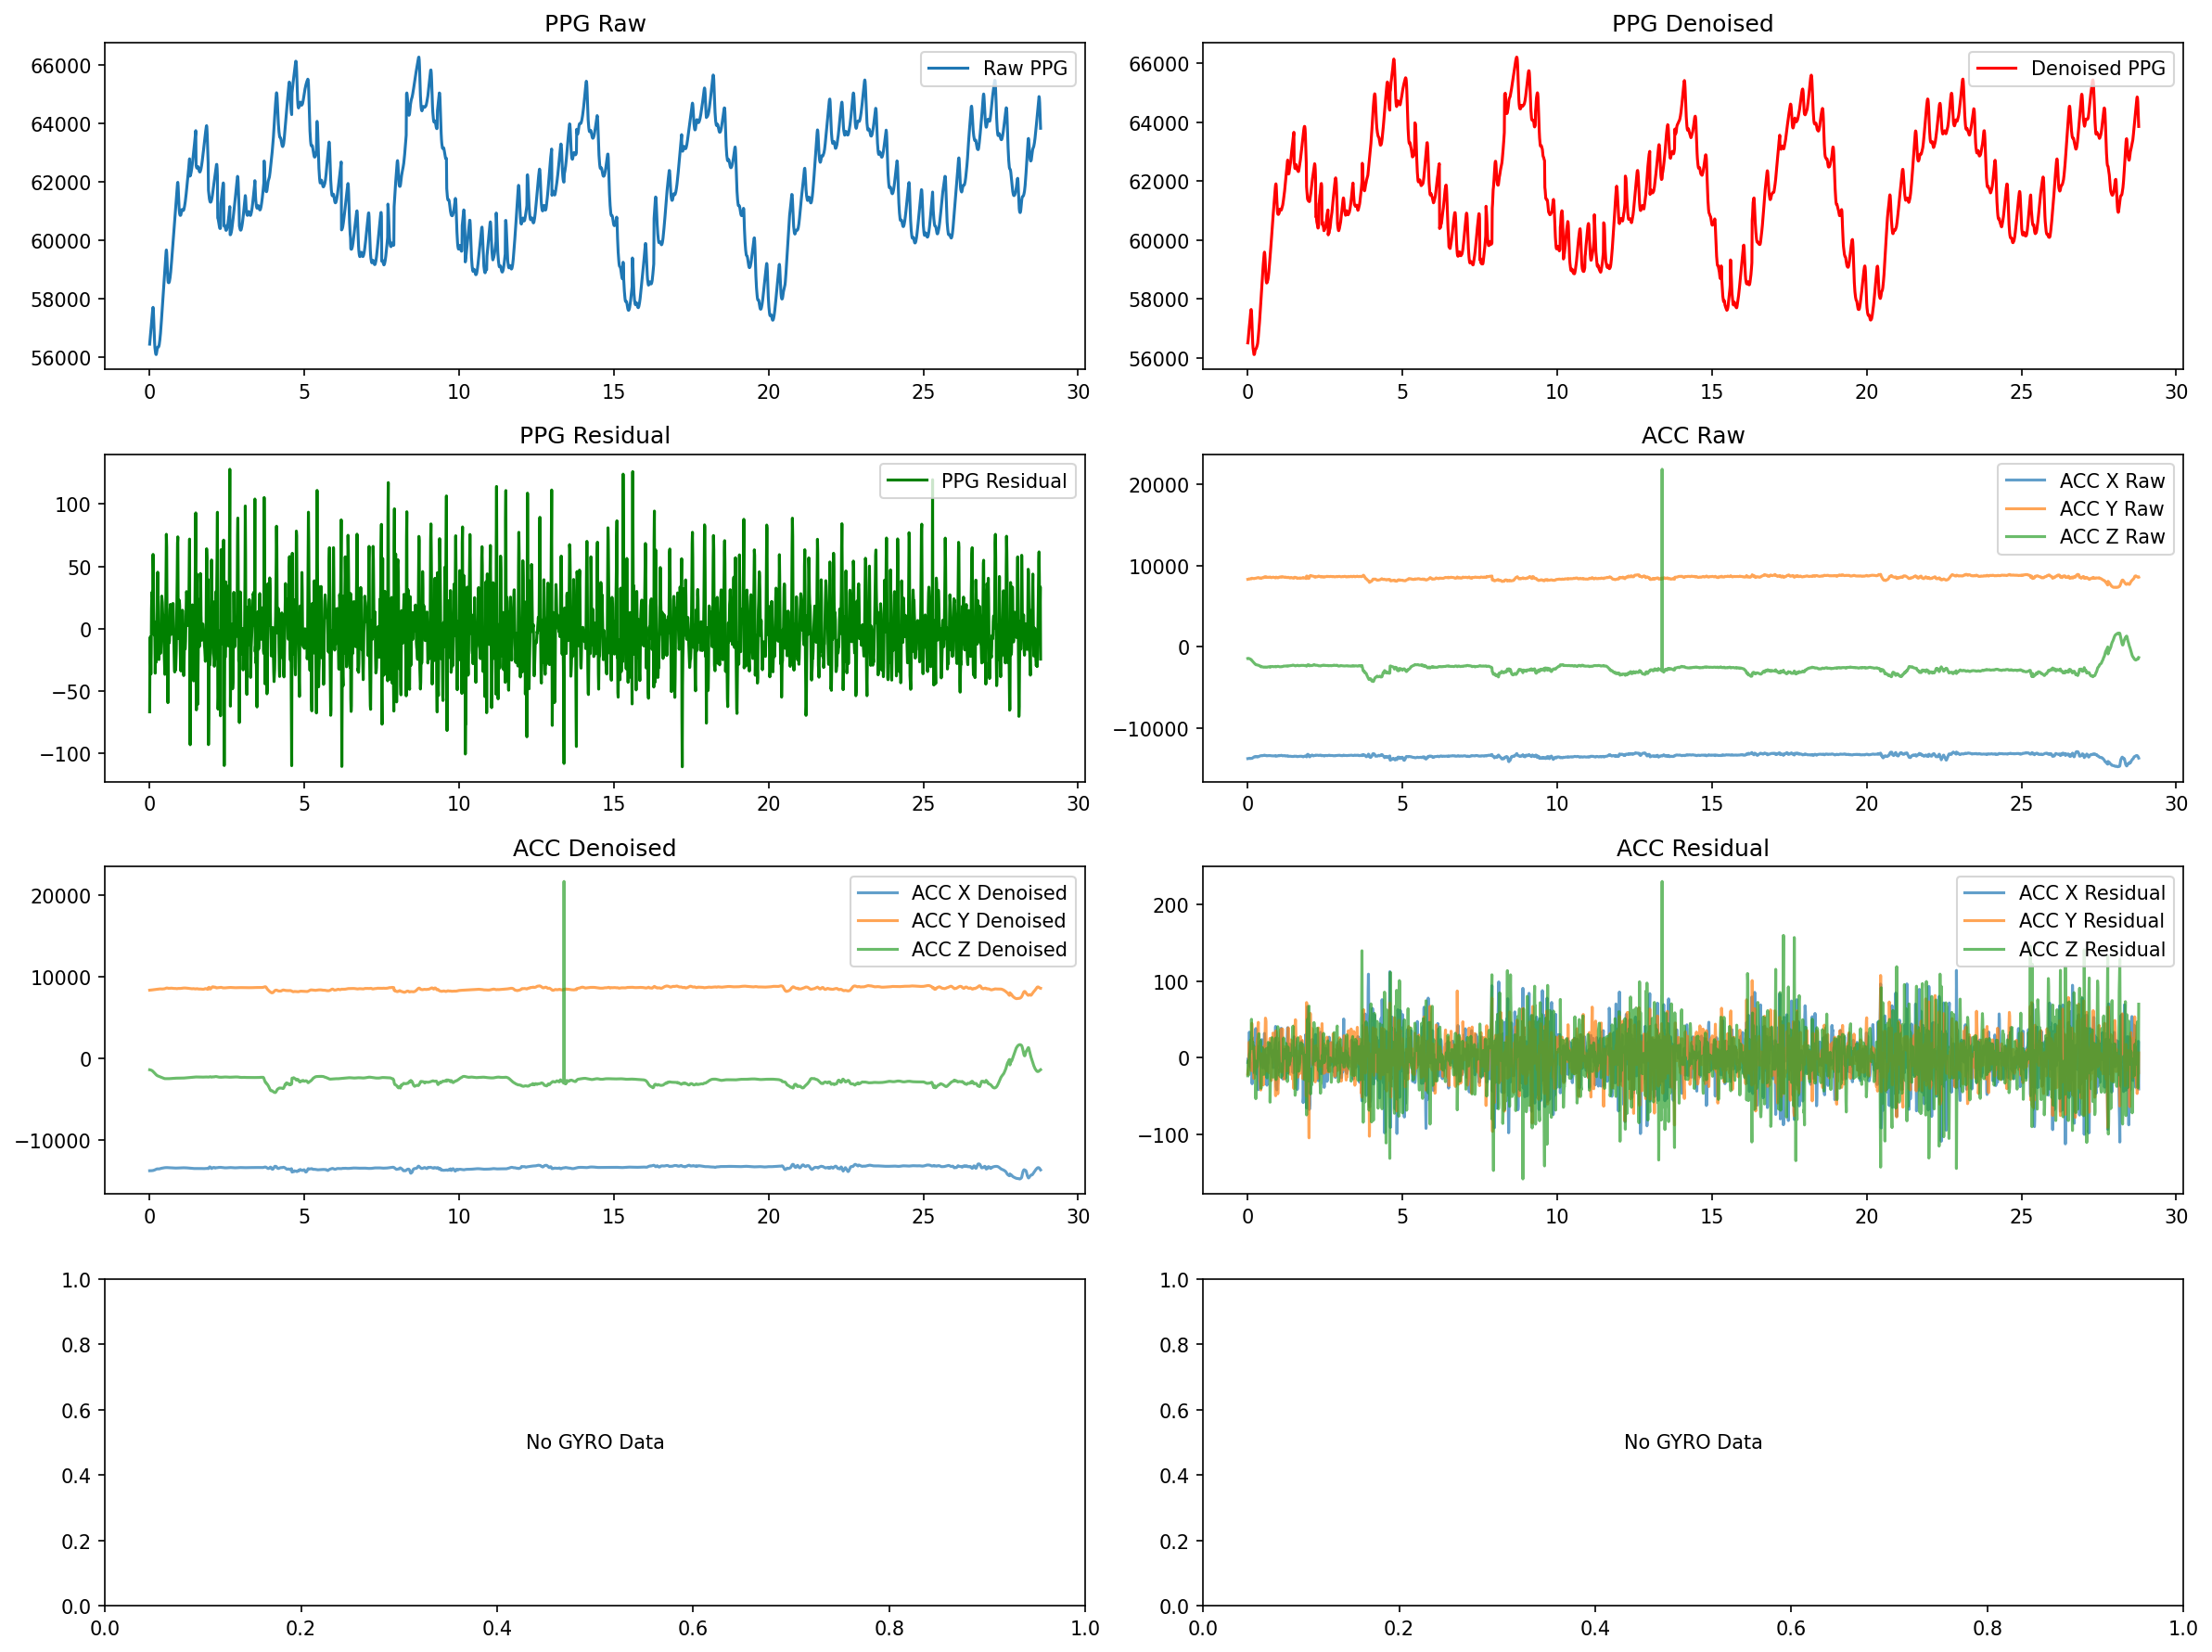 PPG Raw
66000
64000
62000
60000
58000
56000
Raw PPG
0 5 10 15 20 25 30
PPG Denoised
66000
64000
62000
60000
58000
56000
Denoised PPG
0 5 10 15 20 25 30
PPG Residual
100
50
0
−50
−100
PPG Residual
0 5 10 15 20 25 30
ACC Raw
20000
10000
0
−10000
ACC X Raw
ACC Y Raw
ACC Z Raw
0 5 10 15 20 25 30
ACC Denoised
20000
10000
0
−10000
ACC X Denoised
ACC Y Denoised
ACC Z Denoised
0 5 10 15 20 25 30
ACC Residual
200
100
0
−100
ACC X Residual
ACC Y Residual
ACC Z Residual
0 5 10 15 20 25 30
1.0
0.8
0.6
0.4
0.2
0.0
No GYRO Data
0.0 0.2 0.4 0.6 0.8 1.0
1.0
0.8
0.6
0.4
0.2
0.0
No GYRO Data
0.0 0.2 0.4 0.6 0.8 1.0